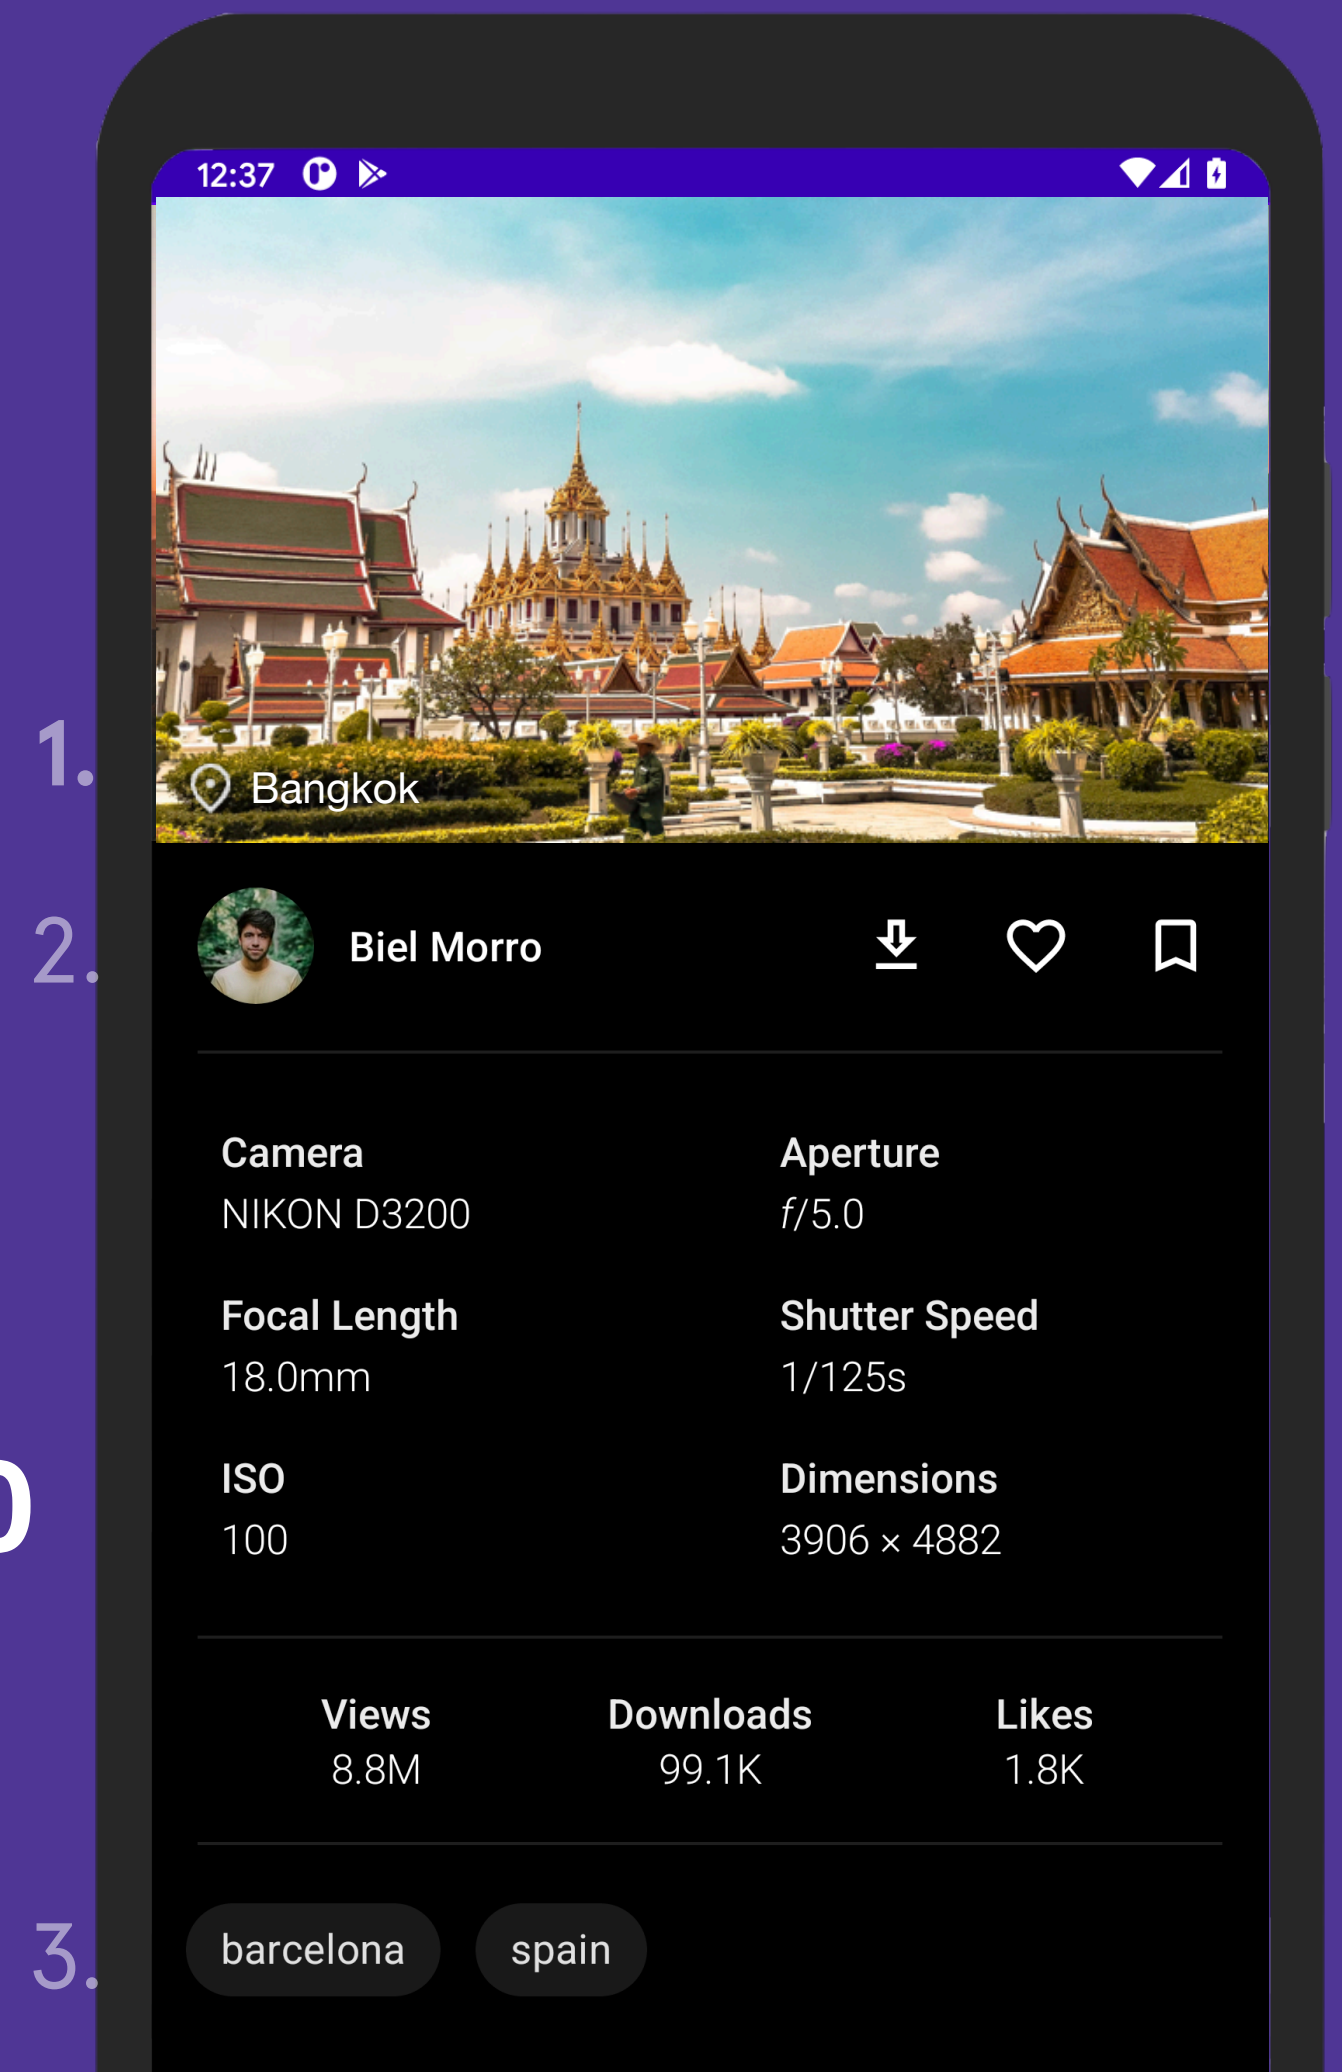 12:37
1.
Bangkok
2.
Biel Morro
Camera
NIKON D3200
Aperture
f/5.0
Focal Length
18.0mm
Shutter Speed
1/125s
ISO
100
Dimensions
3906 × 4882
Views
8.8M
Downloads
99.1K
Likes
1.8K
3.
barcelona
spain